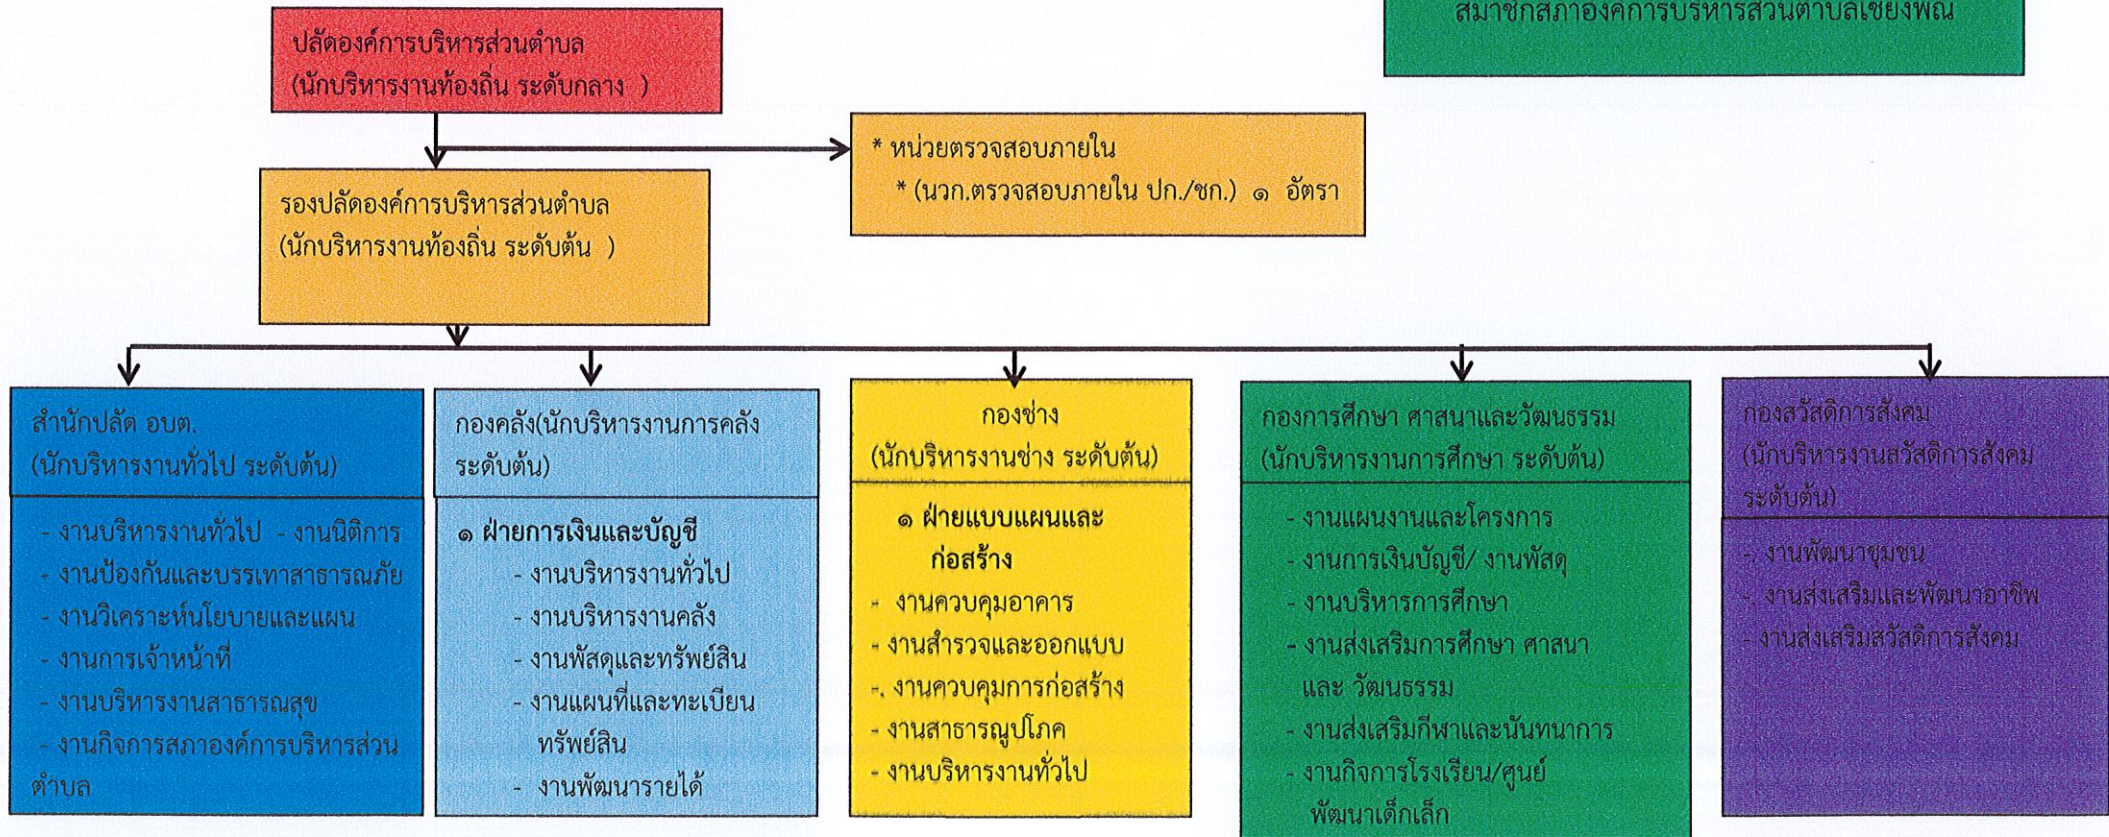 สมาชิกสภาองค์การบริหารส่วนตำบลเชียงพิณ
ปลัดองค์การบริหารส่วนตำบล
(นักบริหารงานท้องถิ่น ระดับกลาง )
* หน่วยตรวจสอบภายใน
* (นวก.ตรวจสอบภายใน ปก./ชก.) ๑ อัตรา
รองปลัดองค์การบริหารส่วนตำบล
(นักบริหารงานท้องถิ่น ระดับต้น )
สำนักปลัด อบต.
(นักบริหารงานทั่วไป ระดับต้น)
- งานบริหารงานทั่วไป - งานนิติการ
- งานป้องกันและบรรเทาสาธารณภัย
- งานวิเคราะห์นโยบายและแผน
- งานการเจ้าหน้าที่
- งานบริหารงานสาธารณสุข
- งานกิจการสภาองค์การบริหารส่วน
ตำบล
กองคลัง(นักบริหารงานการคลัง
ระดับต้น)
๑ ฝ่ายการเงินและบัญชี
- งานบริหารงานทั่วไป
- งานบริหารงานคลัง
- งานพัสดุและทรัพย์สิน
- งานแผนที่และทะเบียน
ทรัพย์สิน
- งานพัฒนารายได้
กองช่าง
(นักบริหารงานช่าง ระดับต้น)
๑ ฝ่ายแบบแผนและ
ก่อสร้าง
- งานควบคุมอาคาร
- งานสำรวจและออกแบบ
-. งานควบคุมการก่อสร้าง
- งานสาธารณูปโภค
- งานบริหารงานทั่วไป
กองการศึกษา ศาสนาและวัฒนธรรม
(นักบริหารงานการศึกษา ระดับต้น)
- งานแผนงานและโครงการ
- งานการเงินบัญชี/ งานพัสดุ
- งานบริหารการศึกษา
- งานส่งเสริมการศึกษา ศาสนา
และ วัฒนธรรม
- งานส่งเสริมกีฬาและนันทนาการ
- งานกิจการโรงเรียน/ศูนย์
พัฒนาเด็กเล็ก
กองสวัสดิการสังคม
(นักบริหารงานสวัสดิการสังคม
ระดับต้น)
-. งานพัฒนาชุมชน
-. งานส่งเสริมและพัฒนาอาชีพ
- งานส่งเสริมสวัสดิการสังคม